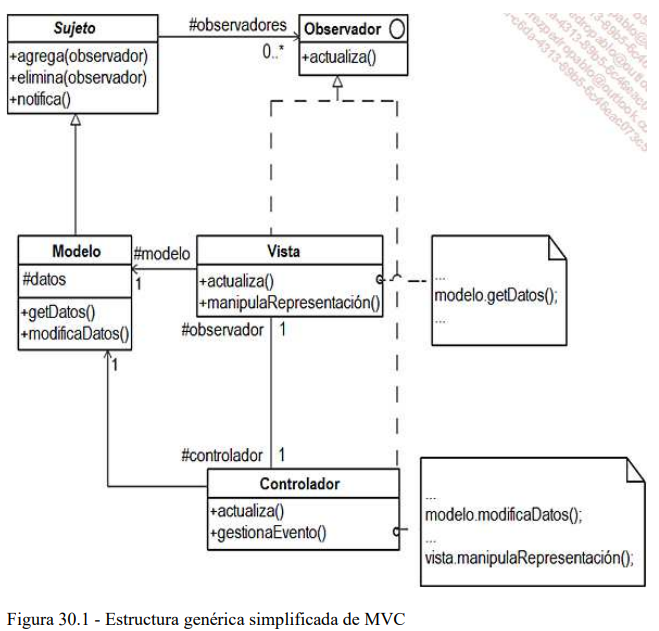 Sujeto
+agrega(observador)
+elimina(observador)
+notifica()
#observadores
0..*
Observador
+actualiza()
Modelo
#datos
+getDatos()
+modificaDatos()
#modelo
1
Vista
+actualiza()
+manipulaRepresentación()
...
modelo.getDatos();
...
#observador
1
1
#controlador
1
Controlador
+actualiza()
+gestionaEvento()
...
modelo.modificaDatos();
...
vista.manipulaRepresentación();
Figura 30.1 - Estructura genérica simplificada de MVC